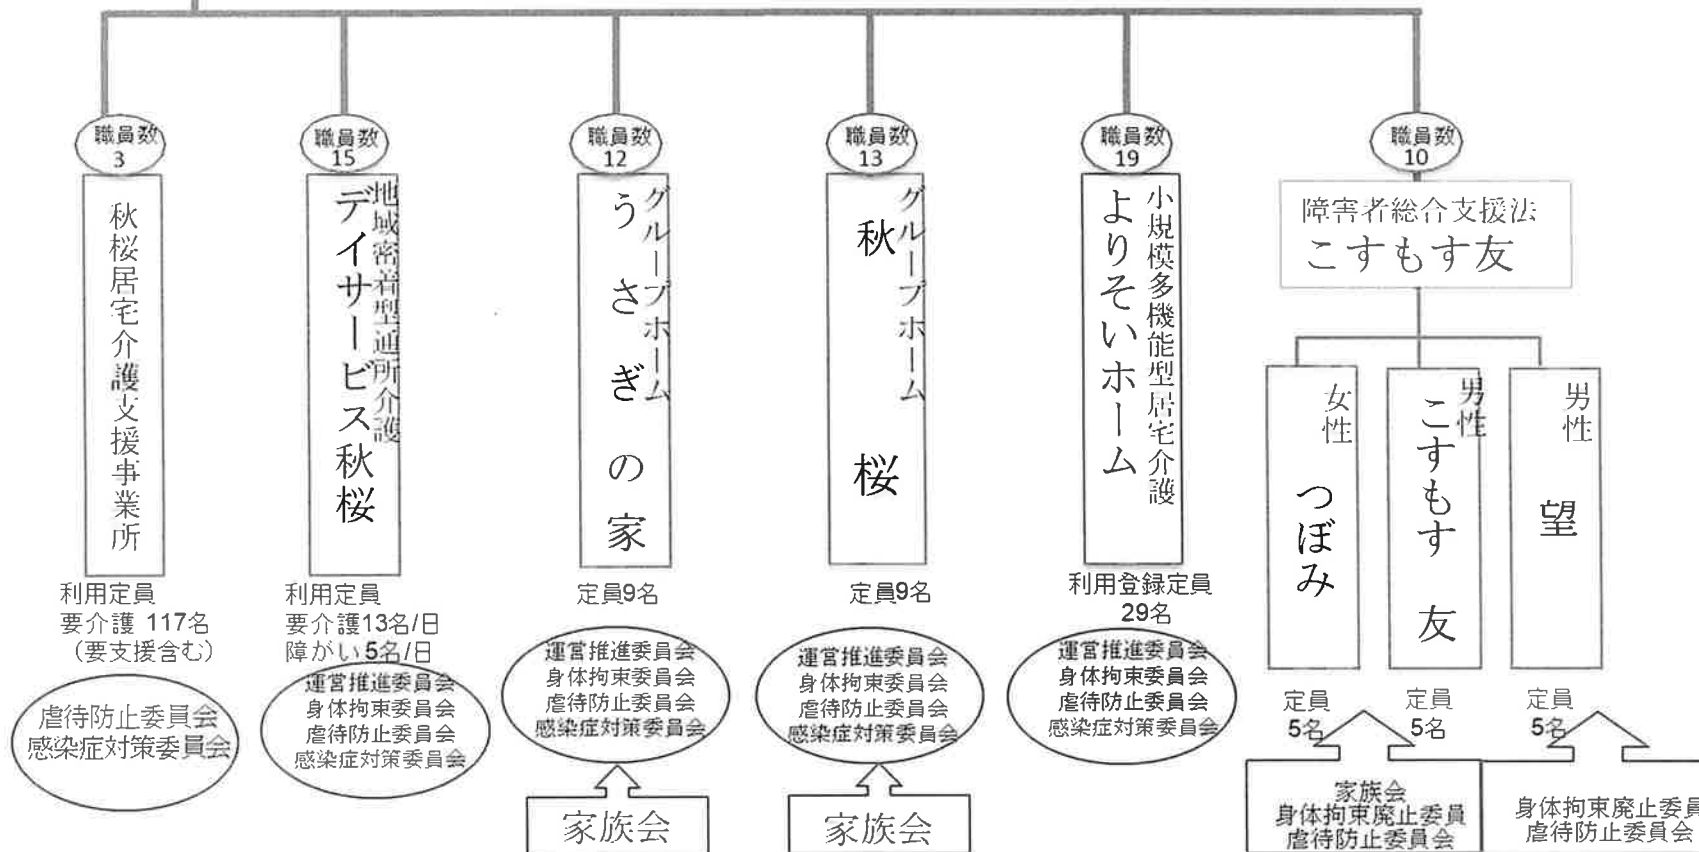 職員数
3
秋桜居宅介護支援事業所
利用定員
要介護 117名
(要支援含む)
虐待防止委員会
感染症対策委員会
職員数
15
地域密着型通所介護
デイサービス秋桜
利用定員
要介護13名/日
障がい5名/日
運営推進委員会
身体拘束委員会
虐待防止委員会
感染症対策委員会
職員数
12
グループホーム
うさぎの家
定員9名
運営推進委員会
身体拘束委員会
虐待防止委員会
感染症対策委員会
家族会
職員数
13
グループホーム
秋桜
定員9名
運営推進委員会
身体拘束委員会
虐待防止委員会
感染症対策委員会
家族会
職員数
19
小規模多機能型居宅介護
よりそいホーム
利用登録定員
29名
運営推進委員会
身体拘束委員会
虐待防止委員会
感染症対策委員会
職員数
10
障害者総合支援法
こすもす友
女性
つぼみ
定員
5名
男性
こすもす 友
定員
5名
男性
望
定員
5名
家族会
身体拘束廃止委員
虐待防止委員会
身体拘束廃止委員
虐待防止委員会